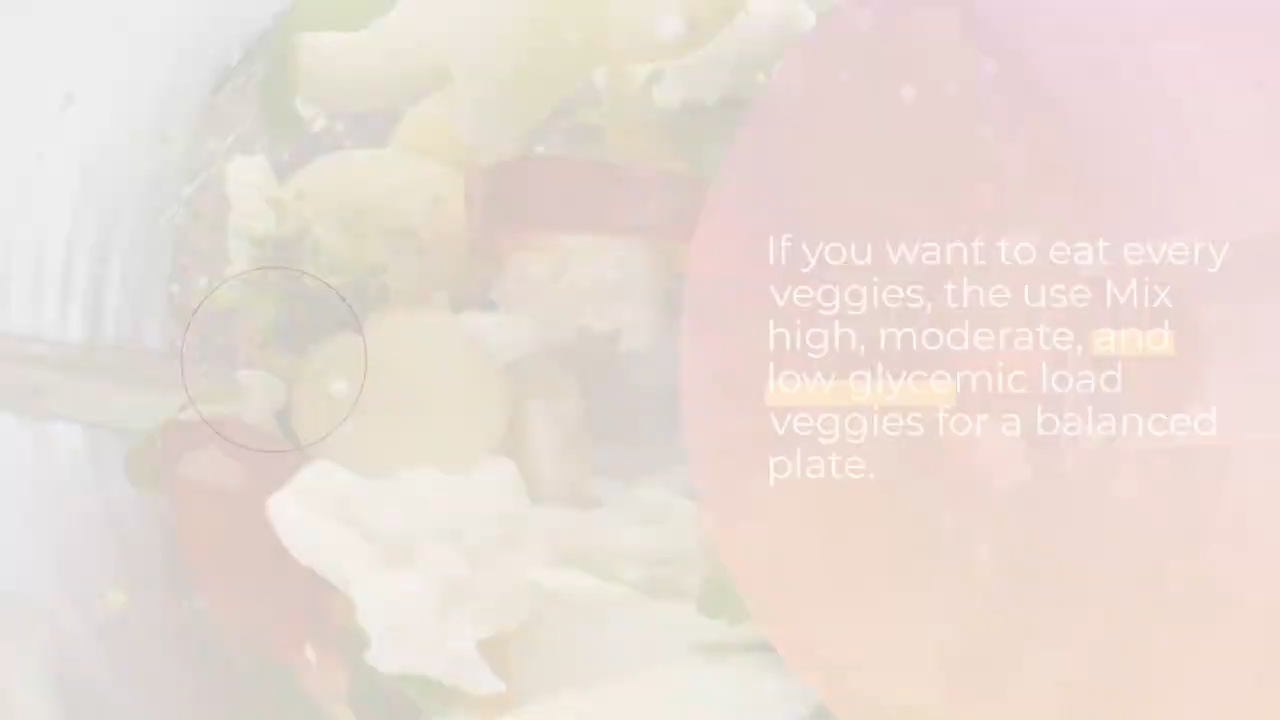 If you want to eat every
veggies, the use Mix
high, moderate, and
low glycemic load
veggies for a balanced
plate.